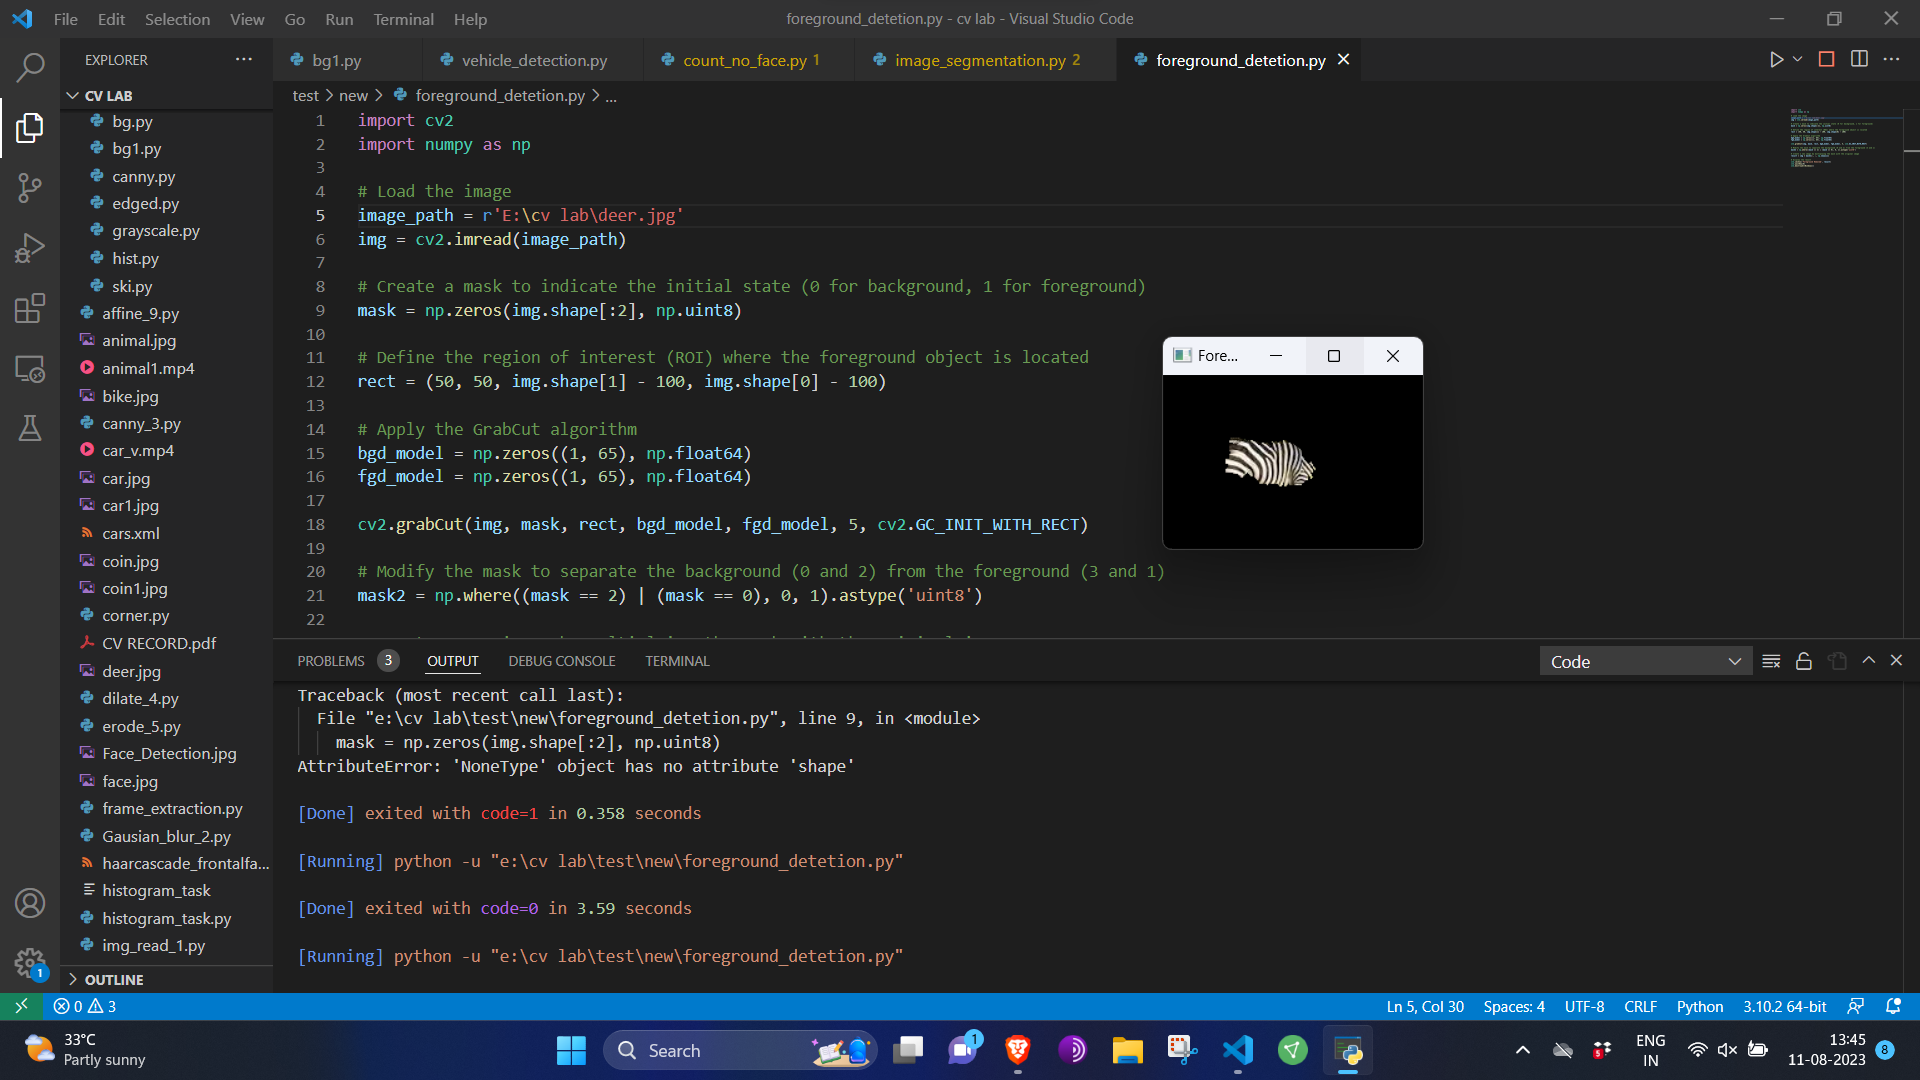 File Edit Selection View Go Run Terminal Help
foreground_detetion.py - cv lab - Visual Studio Code
EXPLORER
bg1.py
vehicle_detection.py
count_no_face.py 1
image_segmentation.py 2
foreground_detetion.py
CV LAB
test > new > foreground_detetion.py > ...
bg.py
bg1.py
canny.py
edged.py
grayscale.py
hist.py
ski.py
affine_9.py
animal.jpg
animal1.mp4
bike.jpg
canny_3.py
car_v.mp4
car.jpg
car1.jpg
cars.xml
coin.jpg
coin1.jpg
corner.py
CV RECORD.pdf
deer.jpg
dilate_4.py
erode_5.py
Face_Detection.jpg
face.jpg
frame_extraction.py
Gausian_blur_2.py
haarcascade_frontalfa...
histogram_task
histogram_task.py
img_read_1.py
OUTLINE
1 import cv2
2 import numpy as np
3
4 # Load the image
5 image_path = r'E:\cv lab\deer.jpg'
6 img = cv2.imread(image_path)
7
8 # Create a mask to indicate the initial state (0 for background, 1 for foreground)
9 mask = np.zeros(img.shape[:2], np.uint8)
10
11 # Define the region of interest (ROI) where the foreground object is located
12 rect = (50, 50, img.shape[1] - 100, img.shape[0] - 100)
13
14 # Apply the GrabCut algorithm
15 bgd_model = np.zeros((1, 65), np.float64)
16 fgd_model = np.zeros((1, 65), np.float64)
17
18 cv2.grabCut(img, mask, rect, bgd_model, fgd_model, 5, cv2.GC_INIT_WITH_RECT)
19
20 # Modify the mask to separate the background (0 and 2) from the foreground (3 and 1)
21 mask2 = np.where((mask == 2) | (mask == 0), 0, 1).astype('uint8')
22
Fore...
PROBLEMS 3 OUTPUT DEBUG CONSOLE TERMINAL
Code
Traceback (most recent call last):
File "e:\cv lab\test\new\foreground_detetion.py", line 9, in <module>
mask = np.zeros(img.shape[:2], np.uint8)
AttributeError: 'NoneType' object has no attribute 'shape'
[Done] exited with code=1 in 0.358 seconds
[Running] python -u "e:\cv lab\test\new\foreground_detetion.py"
[Done] exited with code=0 in 3.59 seconds
[Running] python -u "e:\cv lab\test\new\foreground_detetion.py"
1
0 3
Ln 5, Col 30 Spaces: 4 UTF-8 CRLF Python 3.10.2 64-bit
33°C
Partly sunny
Search
1
5
ENG
IN
13:45
11-08-2023
8